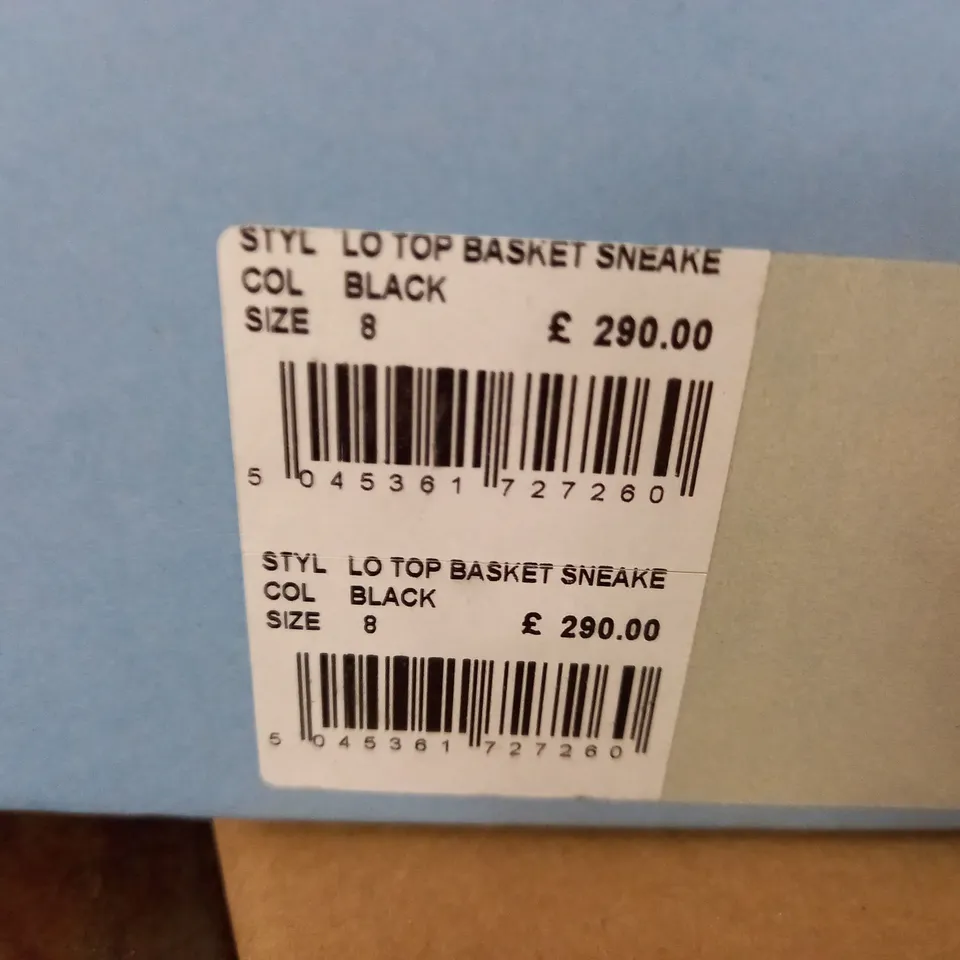 STYL LO TOP BASKET SNEAKE
COL BLACK
SIZE 8 £ 290.00
5 045361 727260
STYL LO TOP BASKET SNEAKE
COL BLACK
SIZE 8 £ 290.00
5 045361 727260